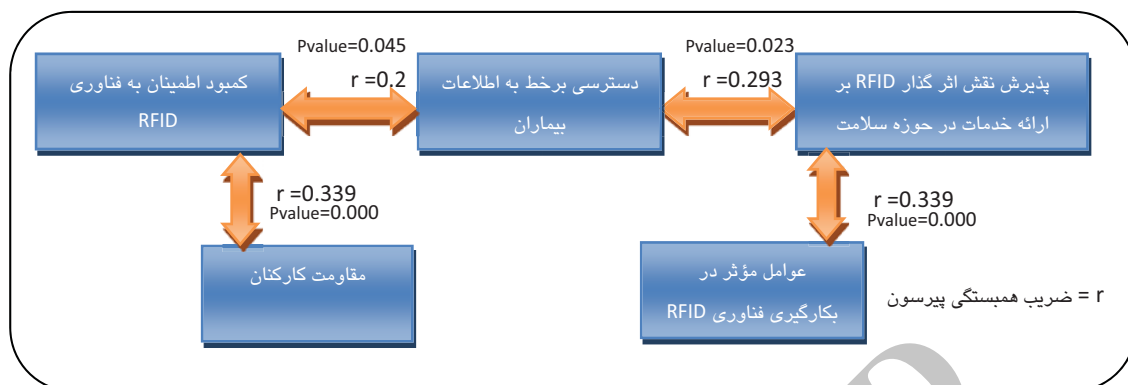 Pvalue=0.045
Pvalue=0.023
پذیرش نقش اثر گذار RFID بر
ارائه خدمات در حوزه سلامت
r =0.293
دسترسی برخط به اطلاعات
بیماران
r =0.2
کمبود اطمینان به فناوری
RFID
r =0.339
Pvalue=0.000
r =0.339
Pvalue=0.000
عوامل مؤثر در
بکارگیری فناوری RFID
مقاومت کارکنان
r = ضریب همبستگی پیرسون